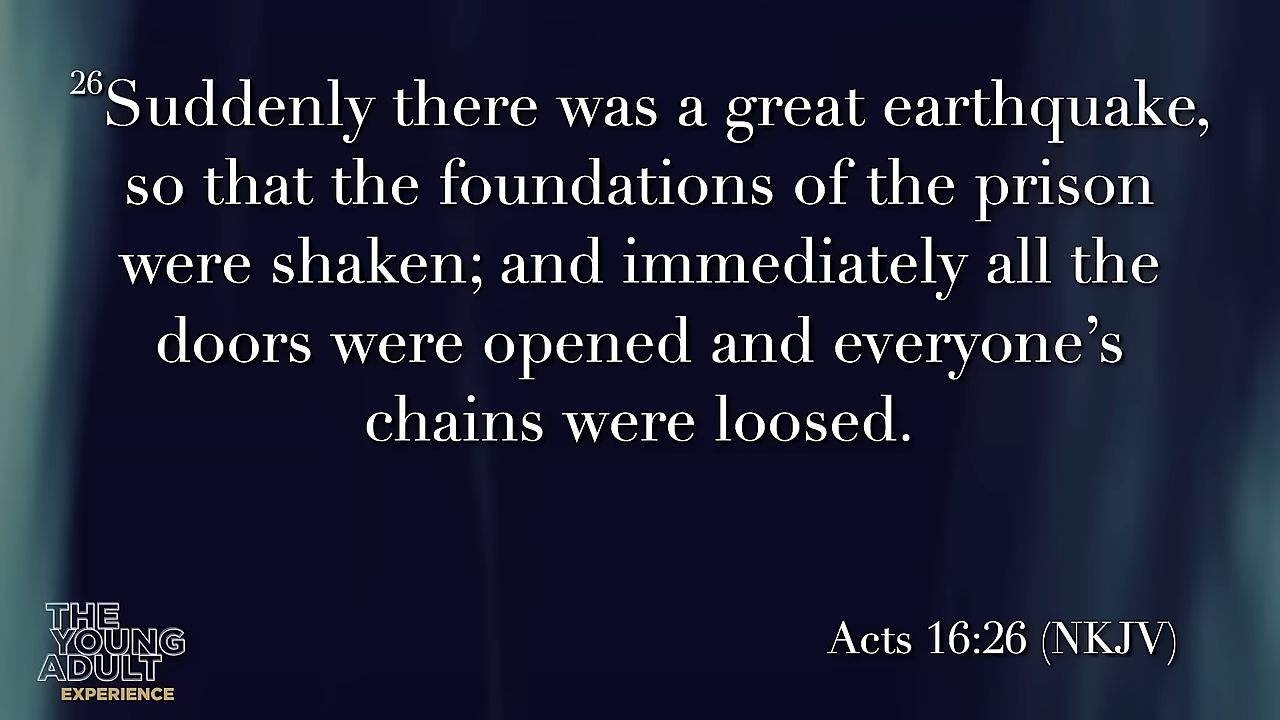 26Suddenly there was a great earthquake,
so that the foundations of the prison
were shaken; and immediately all the
doors were opened and everyone’s
chains were loosed.
Acts 16:26 (NKJV)
THE
YOUNG
ADULT
EXPERIENCE